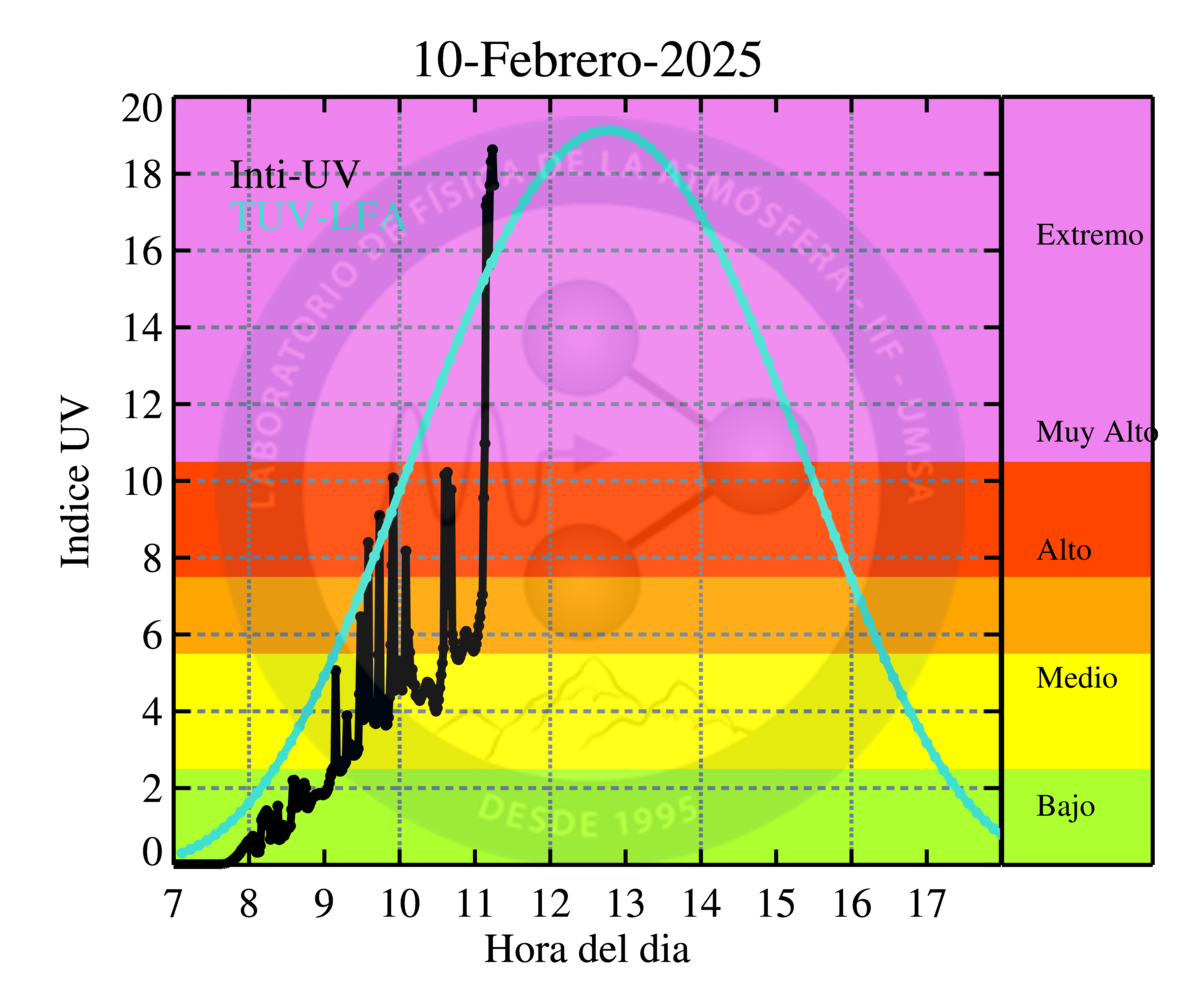 10-Febrero-2025
20
18
16
14
12
10
8
6
4
2
0
Indice UV
Inti-UV
TUV-LFA
LABORATORIO DE FÍSICA DE LA ATMÓSFERA - IIF - UMSA
DESDE 1995
Extremo
Muy Alto
Alto
Medio
Bajo
7 8 9 10 11 12 13 14 15 16 17
Hora del dia